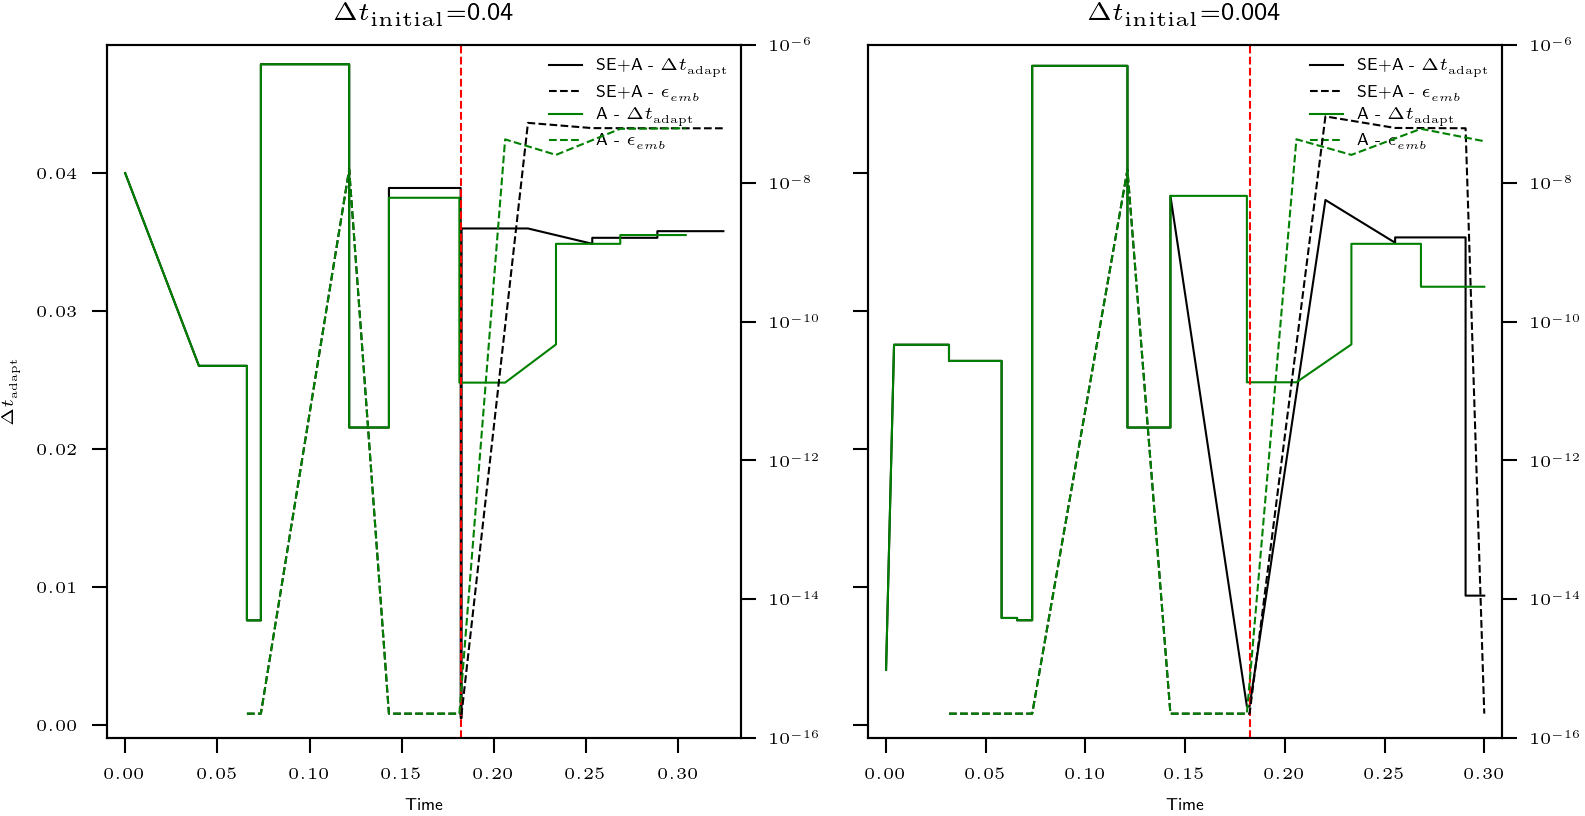 Δt_initial=0.04
SE+A - Δt_adapt
SE+A - ϵ_emb
A - Δt_adapt
A - ϵ_emb
10⁻⁶
10⁻⁸
10⁻¹⁰
10⁻¹²
10⁻¹⁴
10⁻¹⁶
0.04
0.03
0.02
0.01
0.00
Δt_adapt
0.00 0.05 0.10 0.15 0.20 0.25 0.30
Time
Δt_initial=0.004
SE+A - Δt_adapt
SE+A - ϵ_emb
A - Δt_adapt
A - ϵ_emb
10⁻⁶
10⁻⁸
10⁻¹⁰
10⁻¹²
10⁻¹⁴
10⁻¹⁶
0.00 0.05 0.10 0.15 0.20 0.25 0.30
Time